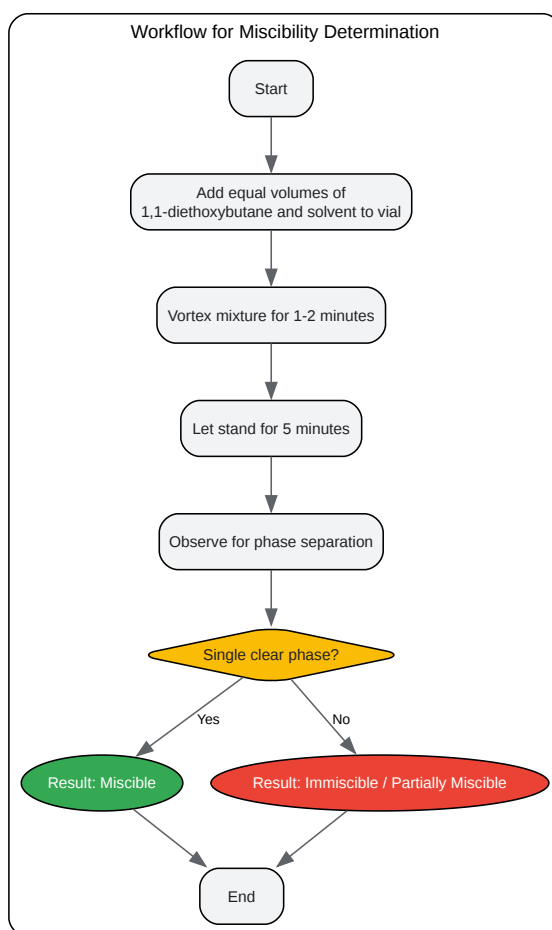 Workflow for Miscibility Determination
Start
Add equal volumes of
1,1-diethoxybutane and solvent to vial
Vortex mixture for 1-2 minutes
Let stand for 5 minutes
Observe for phase separation
Single clear phase?
Yes
No
Result: Miscible
Result: Immiscible / Partially Miscible
End